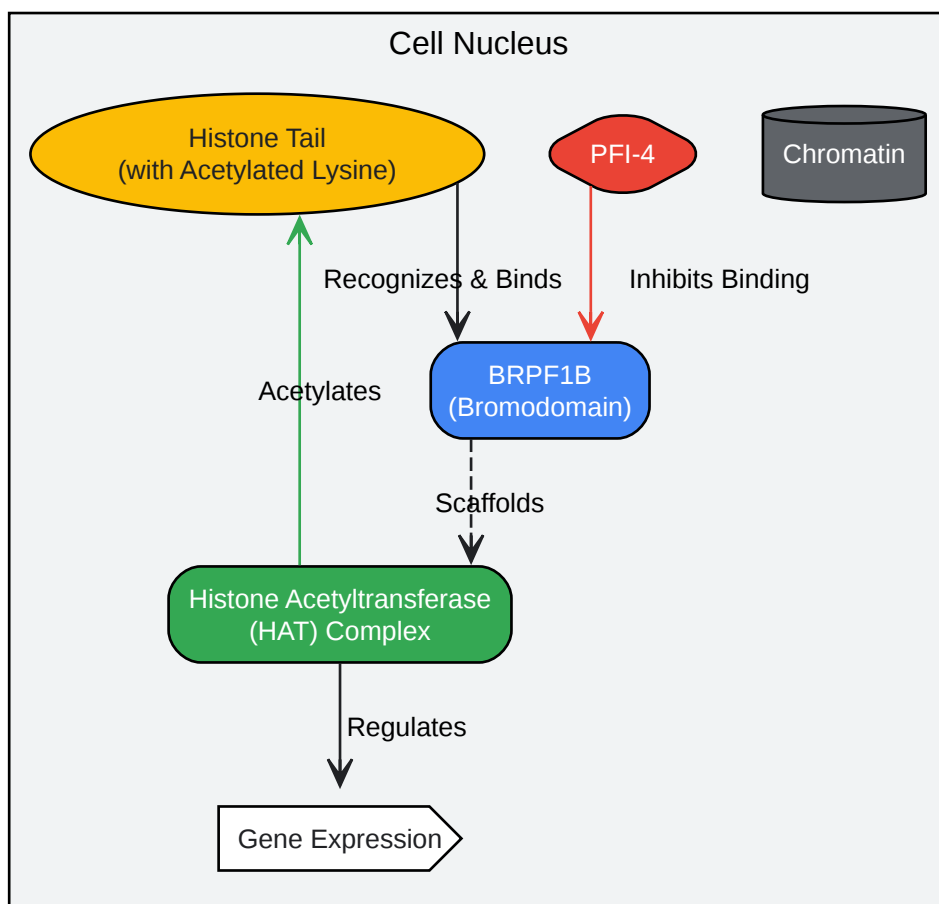 Cell Nucleus
Histone Tail
(with Acetylated Lysine)
PFI-4
Chromatin
Recognizes & Binds
Inhibits Binding
BRPF1B
(Bromodomain)
Acetylates
Scaffolds
Histone Acetyltransferase
(HAT) Complex
Regulates
Gene Expression